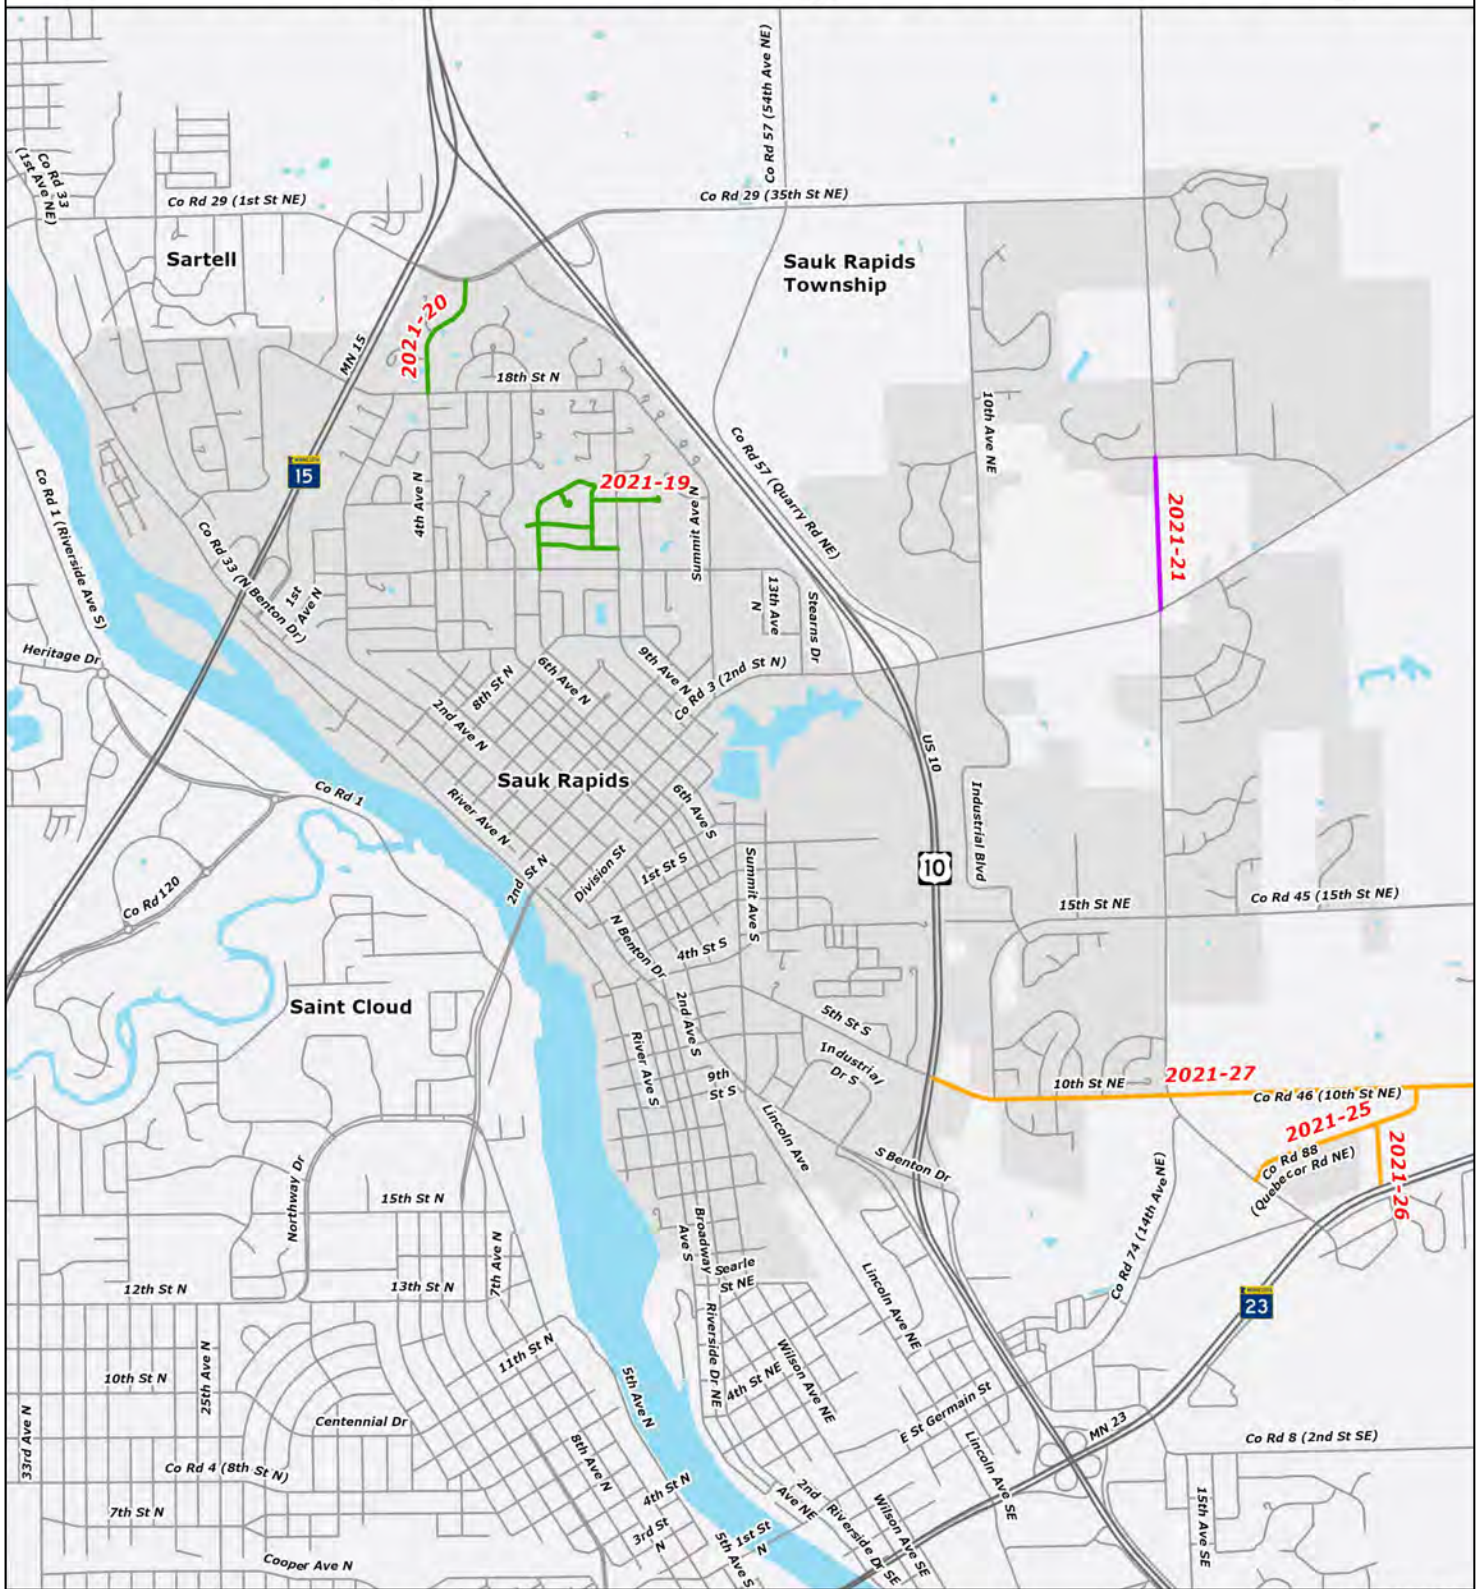 Co Rd 57 (54th Ave NE)
Co Rd 33
(1st Ave NE)
Co Rd 29 (1st St NE)
Co Rd 29 (35th St NE)
Sartell
Sauk Rapids
Township
2021-20
MN 15
18th St N
10th Ave NE
Co Rd 57 (Quarry Rd NE)
MINNESOTA
15
4th Ave N
2021-19
Summit Ave N
2021-21
Co Rd 1 (Riverside Ave S)
Co Rd 33 (N Benton Dr)
1st
Ave N
13th Ave
N
Stearns Dr
Heritage Dr
8th St N
6th Ave N
9th Ave N
Co Rd 3 (2nd St N)
2nd Ave N
US 10
Sauk Rapids
Co Rd 1
River Ave N
6th Ave S
Industrial Blvd
Division St
1st St S
Summit Ave S
10
2nd St N
Co Rd 120
15th St NE
Co Rd 45 (15th St NE)
N Benton Dr
4th St S
Saint Cloud
2nd Ave S
5th St S
River Ave S
Industrial
Dr S
9th
St S
10th St NE
2021-27
Co Rd 46 (10th St NE)
2021-25
Lincoln Ave
S Benton Dr
Co Rd 88
(Quebecor Rd NE)
2021-26
Northway Dr
15th St N
Co Rd 74 (14th Ave NE)
7th Ave N
Broadway
Ave S
Searle
St NE
12th St N
13th St N
Lincoln Ave NE
MINNESOTA
23
Riverside Dr NE
11th St N
Wilson Ave NE
25th Ave N
10th St N
5th Ave N
4th St NE
E St Germain St
33rd Ave N
Centennial Dr
MN 23
Co Rd 8 (2nd St SE)
8th Ave N
Lincoln Ave SE
Co Rd 4 (8th St N)
4th St N
2nd
Ave NE
7th St N
Riverside Dr SE
Wilson Ave SE
15th Ave SE
3rd St
N
1st St
N
5th Ave S
Cooper Ave N